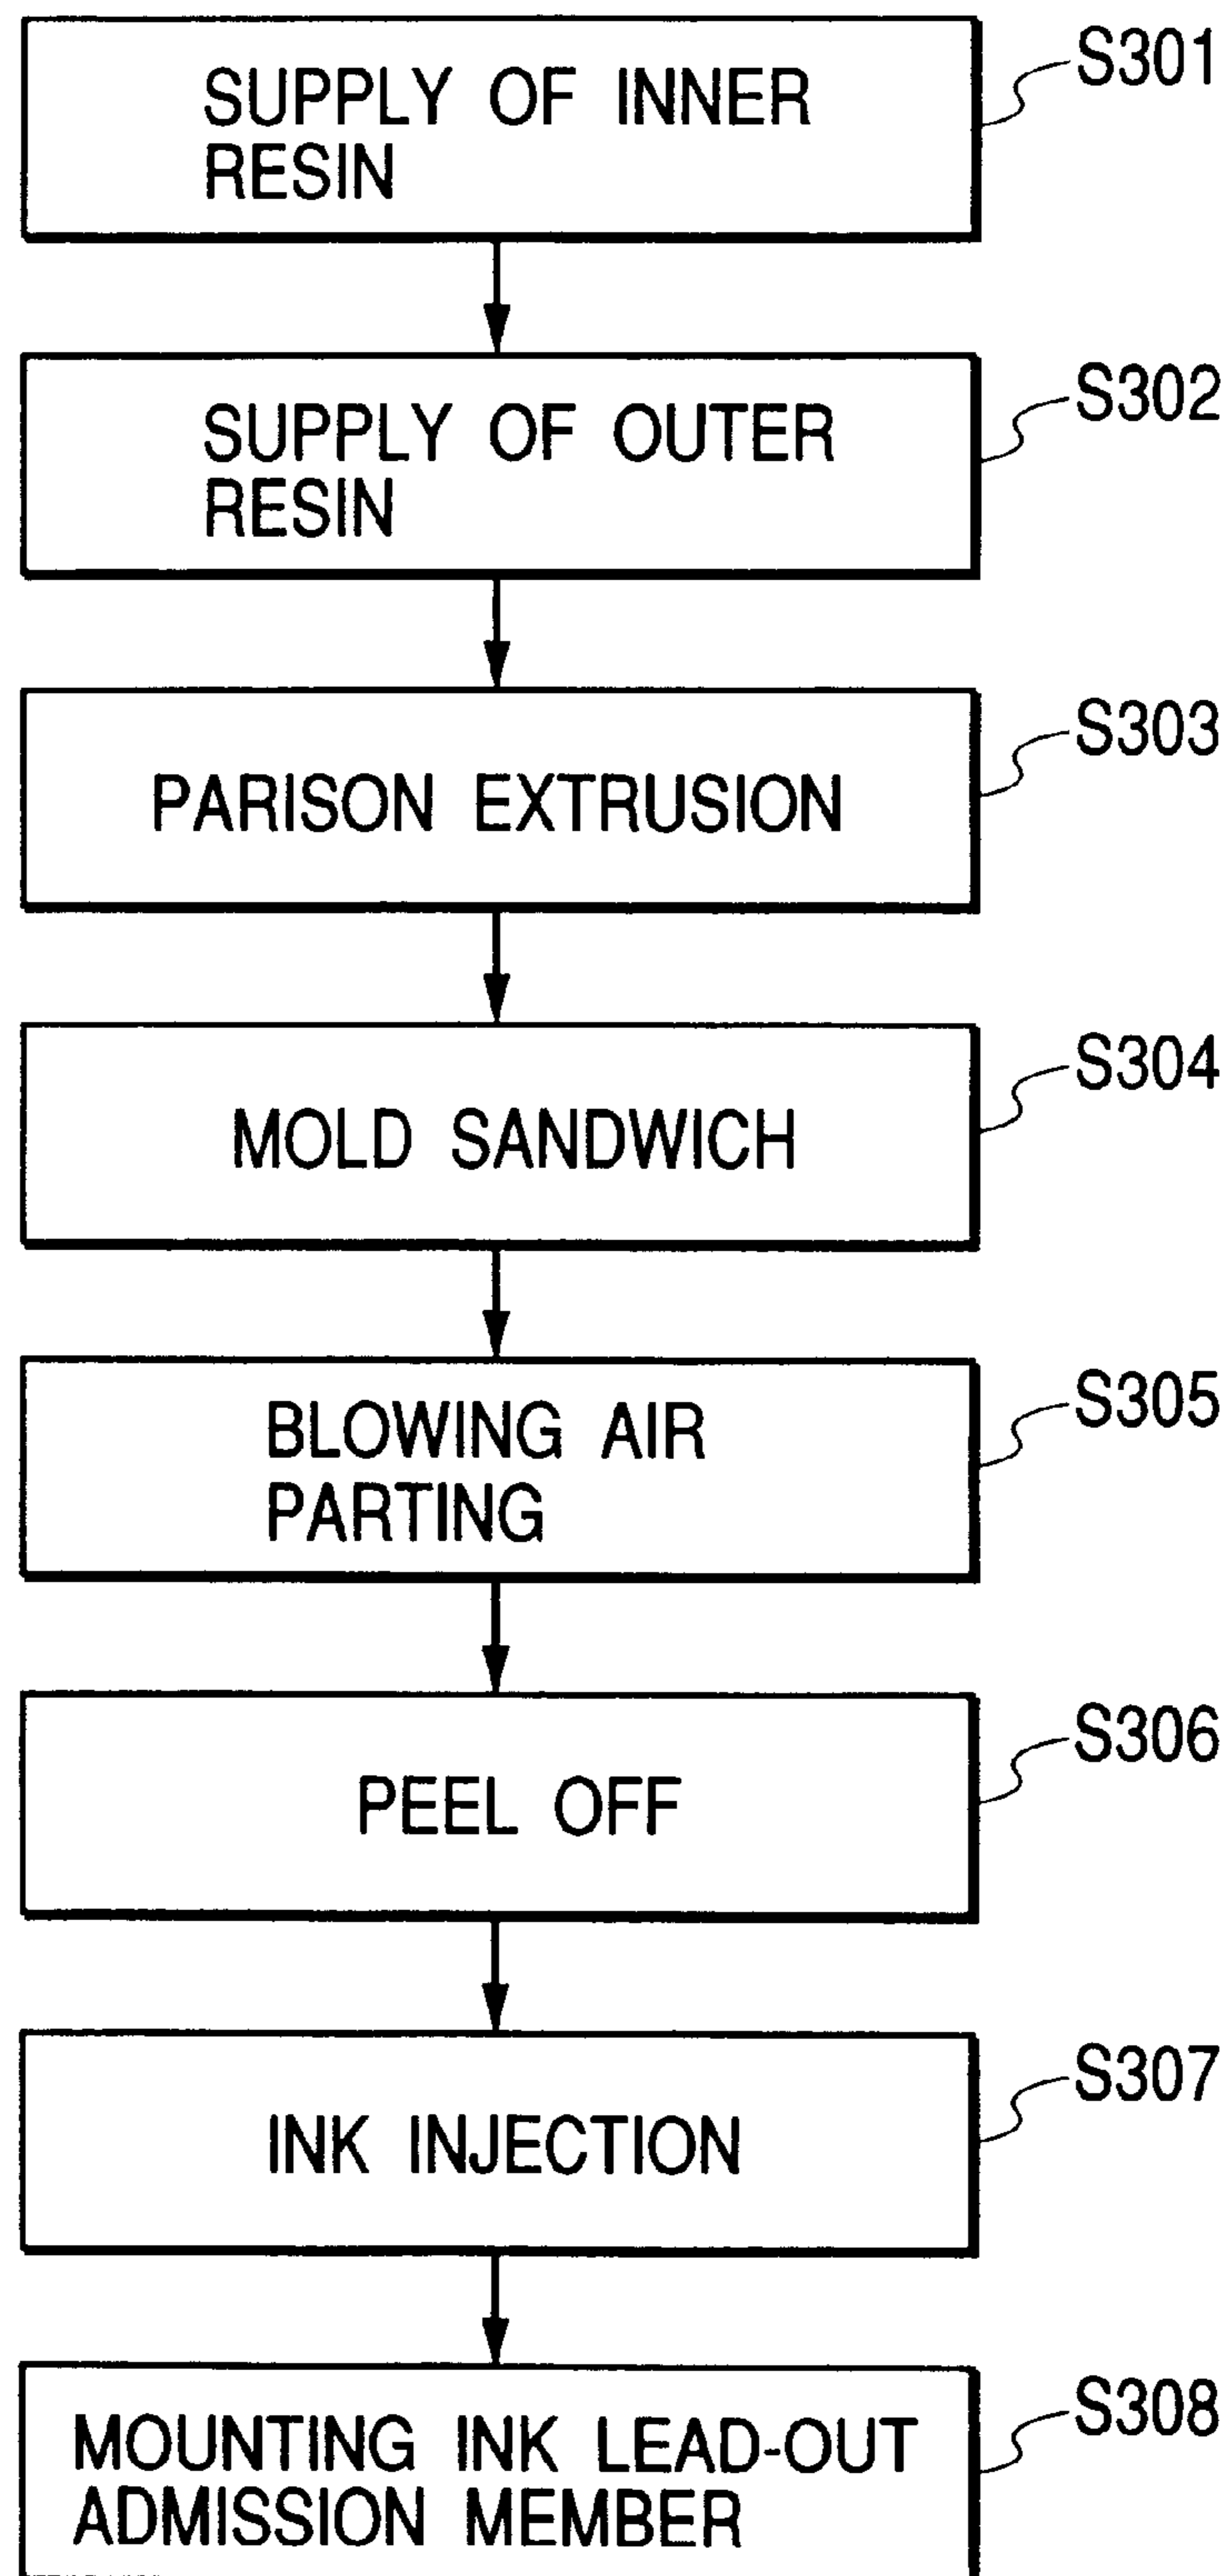 SUPPLY OF INNER
RESIN
S301
SUPPLY OF OUTER
RESIN
S302
PARISON EXTRUSION
S303
MOLD SANDWICH
S304
BLOWING AIR
PARTING
S305
PEEL OFF
S306
INK INJECTION
S307
MOUNTING INK LEAD-OUT
ADMISSION MEMBER
S308